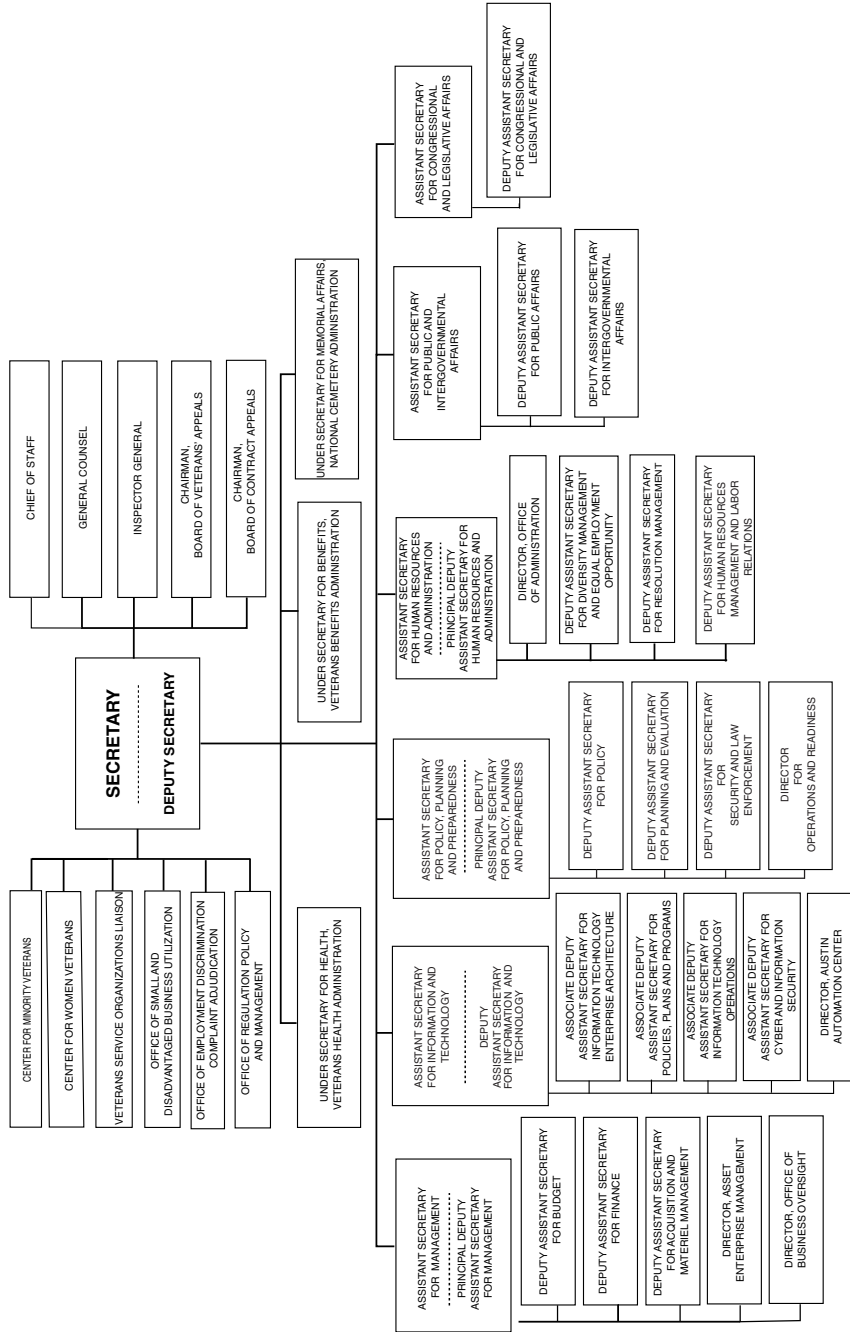 SECRETARY
DEPUTY SECRETARY
CENTER FOR MINORITY VETERANS
CENTER FOR WOMEN VETERANS
VETERANS SERVICE ORGANIZATIONS LIAISON
OFFICE OF SMALL AND
DISADVANTAGED BUSINESS UTILIZATION
OFFICE OF EMPLOYMENT DISCRIMINATION
COMPLAINT ADJUDICATION
OFFICE OF REGULATION POLICY
AND MANAGEMENT
CHIEF OF STAFF
GENERAL COUNSEL
INSPECTOR GENERAL
CHAIRMAN,
BOARD OF VETERANS' APPEALS
CHAIRMAN,
BOARD OF CONTRACT APPEALS
UNDER SECRETARY FOR HEALTH,
VETERANS HEALTH ADMINISTRATION
UNDER SECRETARY FOR BENEFITS,
VETERANS BENEFITS ADMINISTRATION
UNDER SECRETARY FOR MEMORIAL AFFAIRS,
NATIONAL CEMETERY ADMINISTRATION
ASSISTANT SECRETARY
FOR MANAGEMENT
PRINCIPAL DEPUTY
ASSISTANT SECRETARY
FOR MANAGEMENT
DEPUTY ASSISTANT SECRETARY
FOR BUDGET
DEPUTY ASSISTANT SECRETARY
FOR FINANCE
DEPUTY ASSISTANT SECRETARY
FOR ACQUISITION AND
MATERIEL MANAGEMENT
DIRECTOR, ASSET
ENTERPRISE MANAGEMENT
DIRECTOR, OFFICE OF
BUSINESS OVERSIGHT
ASSISTANT SECRETARY
FOR INFORMATION AND
TECHNOLOGY
DEPUTY
ASSISTANT SECRETARY
FOR INFORMATION, AND
TECHNOLOGY
ASSOCIATE DEPUTY
ASSISTANT SECRETARY FOR
INFORMATION TECHNOLOGY
ENTERPRISE ARCHITECTURE
ASSOCIATE DEPUTY
ASSISTANT SECRETARY FOR
POLICIES, PLANS AND PROGRAMS
ASSOCIATE DEPUTY
ASSISTANT SECRETARY FOR
INFORMATION TECHNOLOGY
OPERATIONS
ASSOCIATE DEPUTY
ASSISTANT SECRETARY FOR
CYBER AND INFORMATION
SECURITY
DIRECTOR, AUSTIN
AUTOMATION CENTER
ASSISTANT SECRETARY
FOR POLICY, PLANNING
AND PREPAREDNESS
PRINCIPAL DEPUTY
ASSISTANT SECRETARY
FOR POLICY, PLANNING
AND PREPAREDNESS
DEPUTY ASSISTANT SECRETARY
FOR POLICY
DEPUTY ASSISTANT SECRETARY
FOR PLANNING AND EVALUATION
DEPUTY ASSISTANT SECRETARY
FOR
SECURITY AND LAW
ENFORCEMENT
DIRECTOR
FOR
OPERATIONS AND READINESS
ASSISTANT SECRETARY
FOR HUMAN RESOURCES
AND ADMINISTRATION
PRINCIPAL DEPUTY
ASSISTANT SECRETARY FOR
HUMAN RESOURCES AND
ADMINISTRATION
DIRECTOR, OFFICE
OF ADMINISTRATION
DEPUTY ASSISTANT SECRETARY
FOR DIVERSITY MANAGEMENT
AND EQUAL EMPLOYMENT
OPPORTUNITY
DEPUTY ASSISTANT SECRETARY
FOR RESOLUTION MANAGEMENT
DEPUTY ASSISTANT SECRETARY
FOR HUMAN RESOURCES
MANAGEMENT AND LABOR
RELATIONS
ASSISTANT SECRETARY
FOR PUBLIC AND
INTERGOVERNMENTAL
AFFAIRS
DEPUTY ASSISTANT SECRETARY
FOR PUBLIC AFFAIRS
DEPUTY ASSISTANT SECRETARY
FOR INTERGOVERNMENTAL
AFFAIRS
ASSISTANT SECRETARY
FOR CONGRESSIONAL
AND LEGISLATIVE AFFAIRS
DEPUTY ASSISTANT SECRETARY
FOR CONGRESSIONAL AND
LEGISLATIVE AFFAIRS